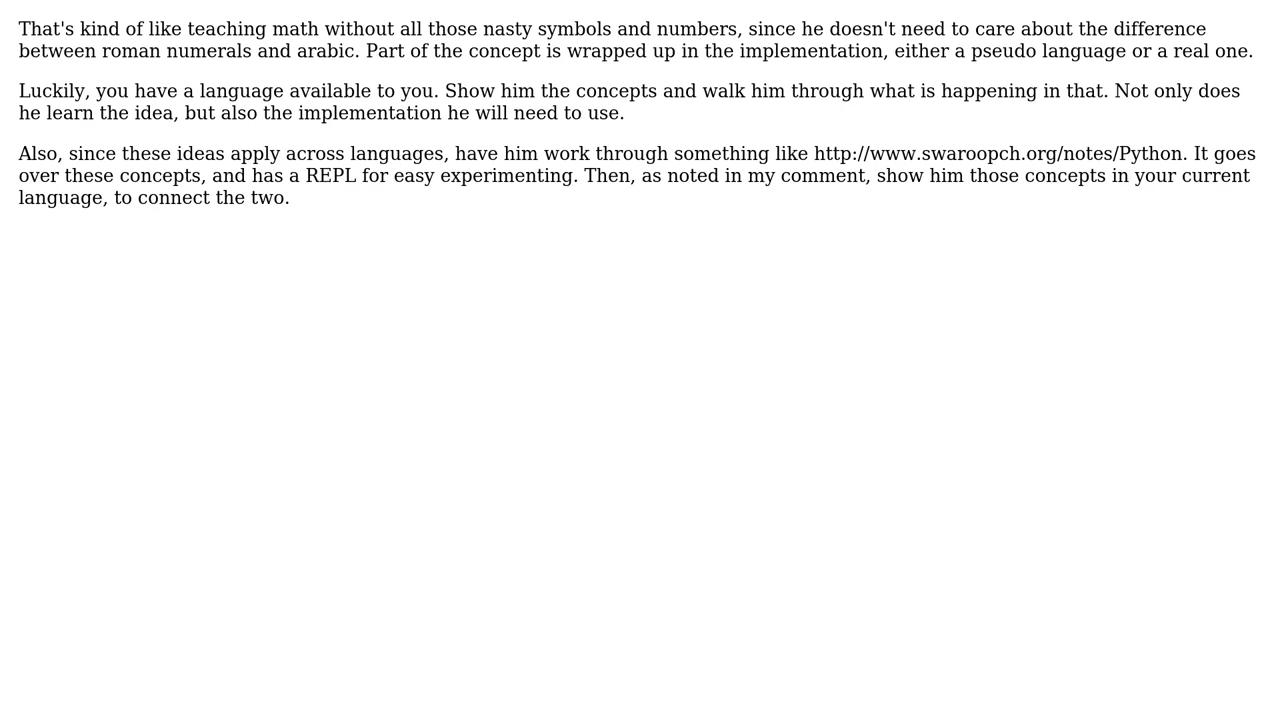 That's kind of like teaching math without all those nasty symbols and numbers, since he doesn't need to care about the difference
between roman numerals and arabic. Part of the concept is wrapped up in the implementation, either a pseudo language or a real one.
Luckily, you have a language available to you. Show him the concepts and walk him through what is happening in that. Not only does
he learn the idea, but also the implementation he will need to use.
Also, since these ideas apply across languages, have him work through something like http://www.swaroopch.org/notes/Python. It goes
over these concepts, and has a REPL for easy experimenting. Then, as noted in my comment, show him those concepts in your current
language, to connect the two.